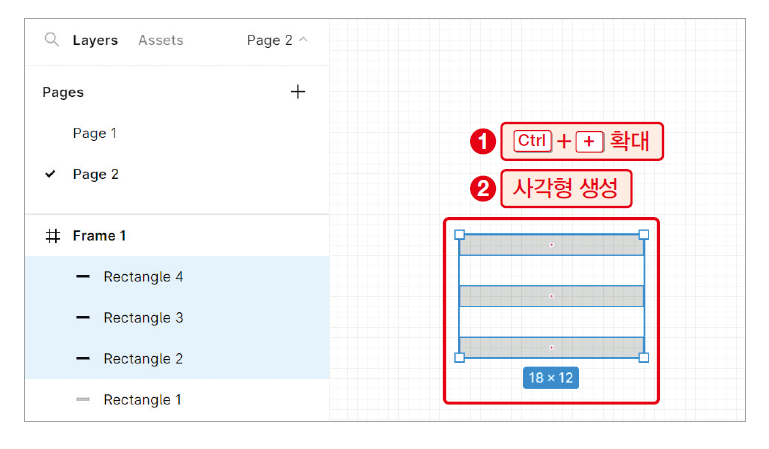 Layers Assets Page 2
Pages
Page 1
Page 2
Frame 1
Rectangle 4
Rectangle 3
Rectangle 2
Rectangle 1
1 Ctrl + + 확대
2 사각형 생성
18 × 12